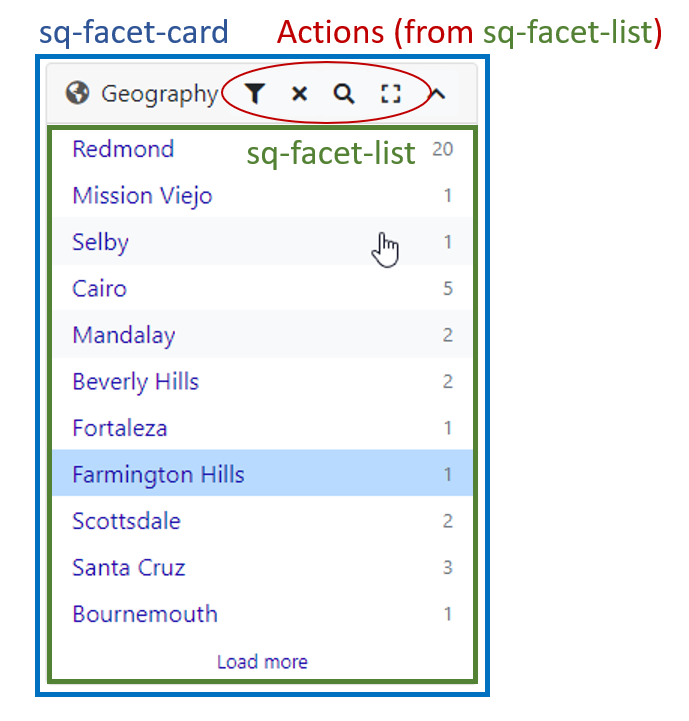 sq-facet-card Actions (from sq-facet-list)
Geography
sq-facet-list
Redmond 20
Mission Viejo 1
Selby 1
Cairo 5
Mandalay 2
Beverly Hills 2
Fortaleza 1
Farmington Hills 1
Scottsdale 2
Santa Cruz 3
Bournemouth 1
Load more